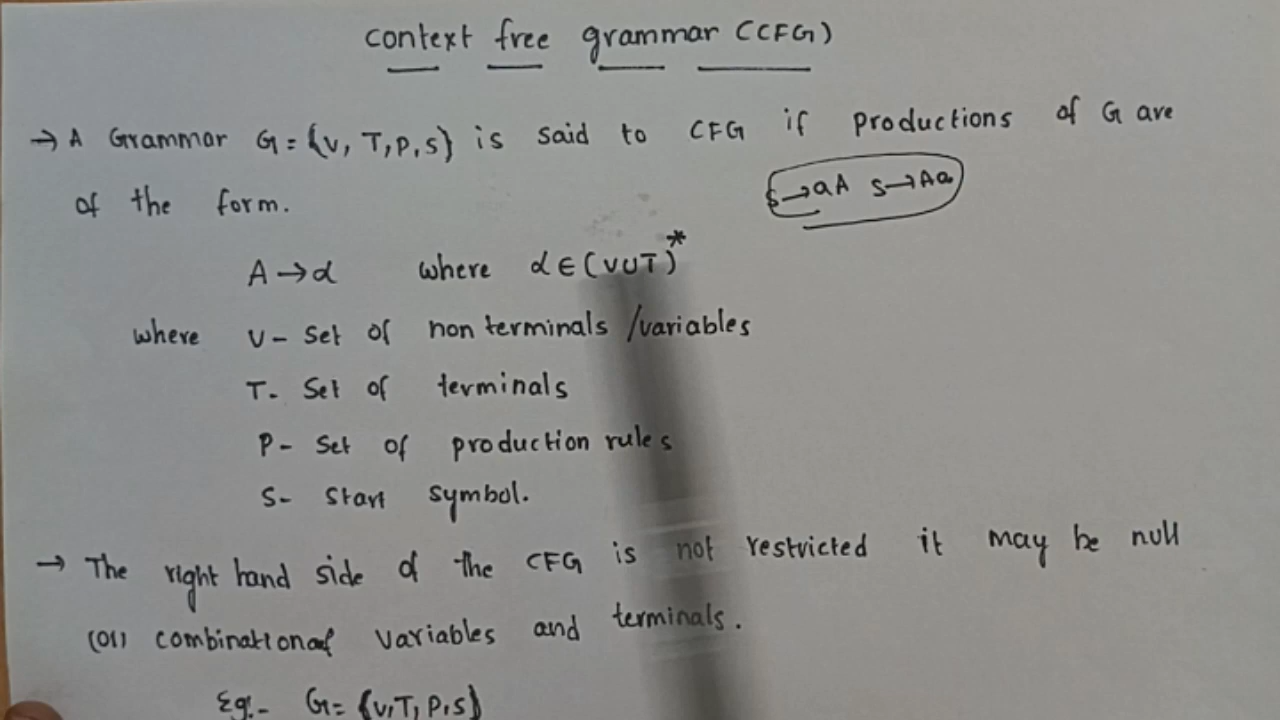 context free grammar (CFG)
→ A Grammar G = {V, T, P, S} is said to CFG if productions of G are
of the form.
S→aA S→Aa
A→α where α∈(VUT)*
where V- Set of non terminals /variables
T- Set of terminals
P- Set of production rules
S- Start symbol.
→ The right hand side of the CFG is not restricted it may be null
(or) combination of variables and terminals.
Eg:- G= {V,T, P,S}